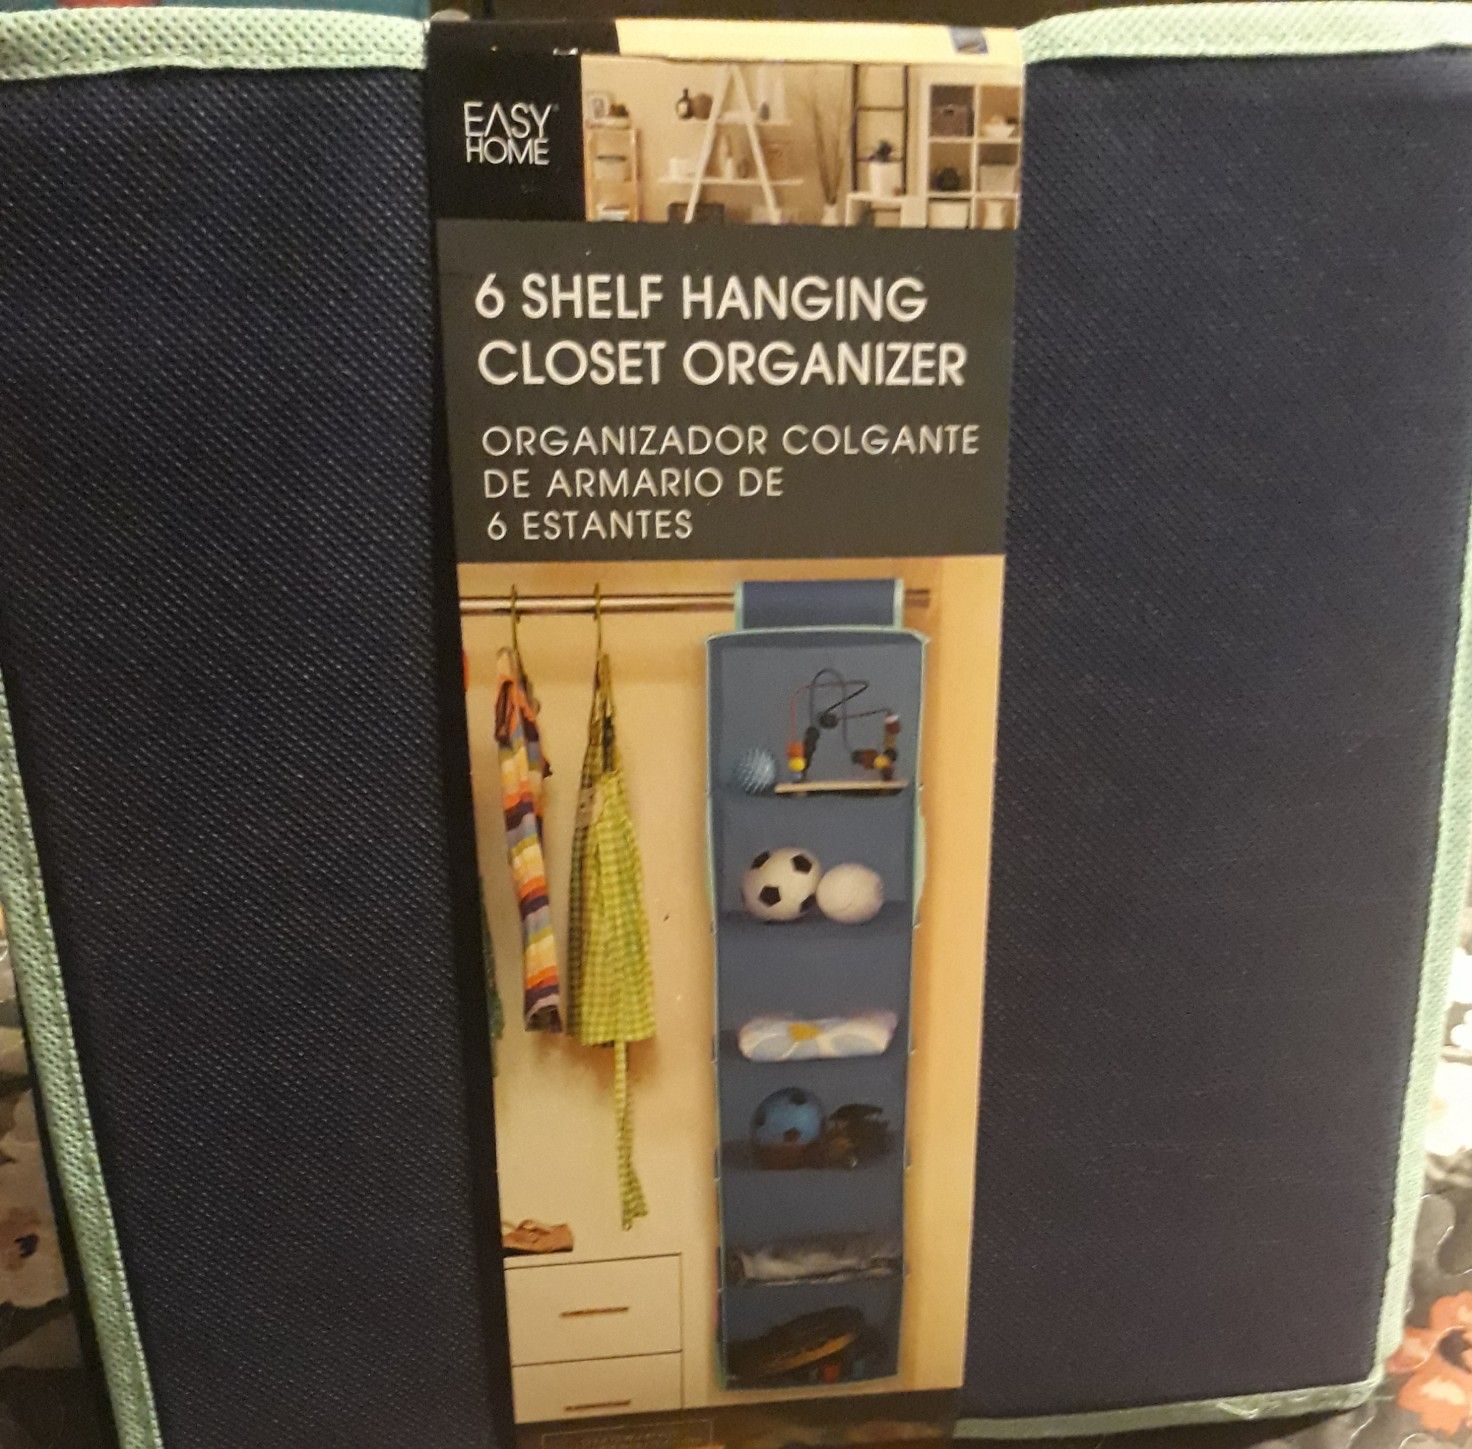 EASY
HOME
6 SHELF HANGING
CLOSET ORGANIZER
ORGANIZADOR COLGANTE
DE ARMARIO DE
6 ESTANTES